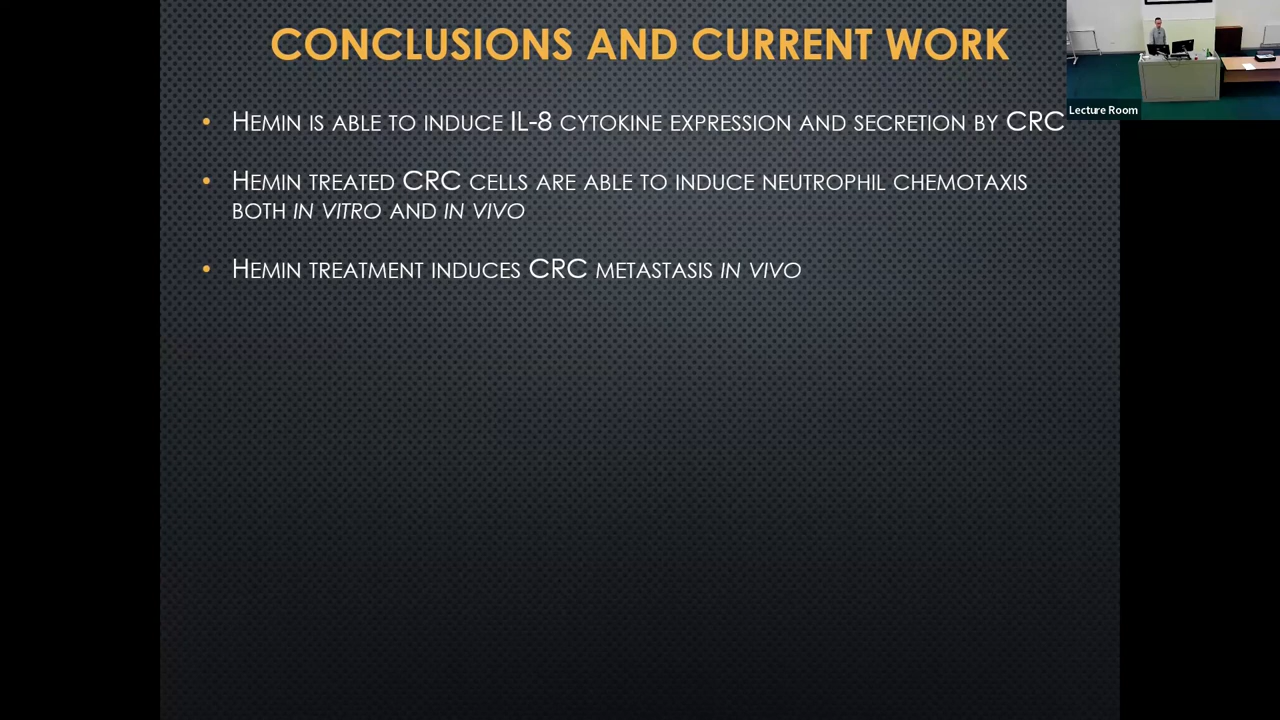 CONCLUSIONS AND CURRENT WORK
Lecture Room
• HEMIN IS ABLE TO INDUCE IL-8 CYTOKINE EXPRESSION AND SECRETION BY CRC
• HEMIN TREATED CRC CELLS ARE ABLE TO INDUCE NEUTROPHIL CHEMOTAXIS
BOTH IN VITRO AND IN VIVO
• HEMIN TREATMENT INDUCES CRC METASTASIS IN VIVO